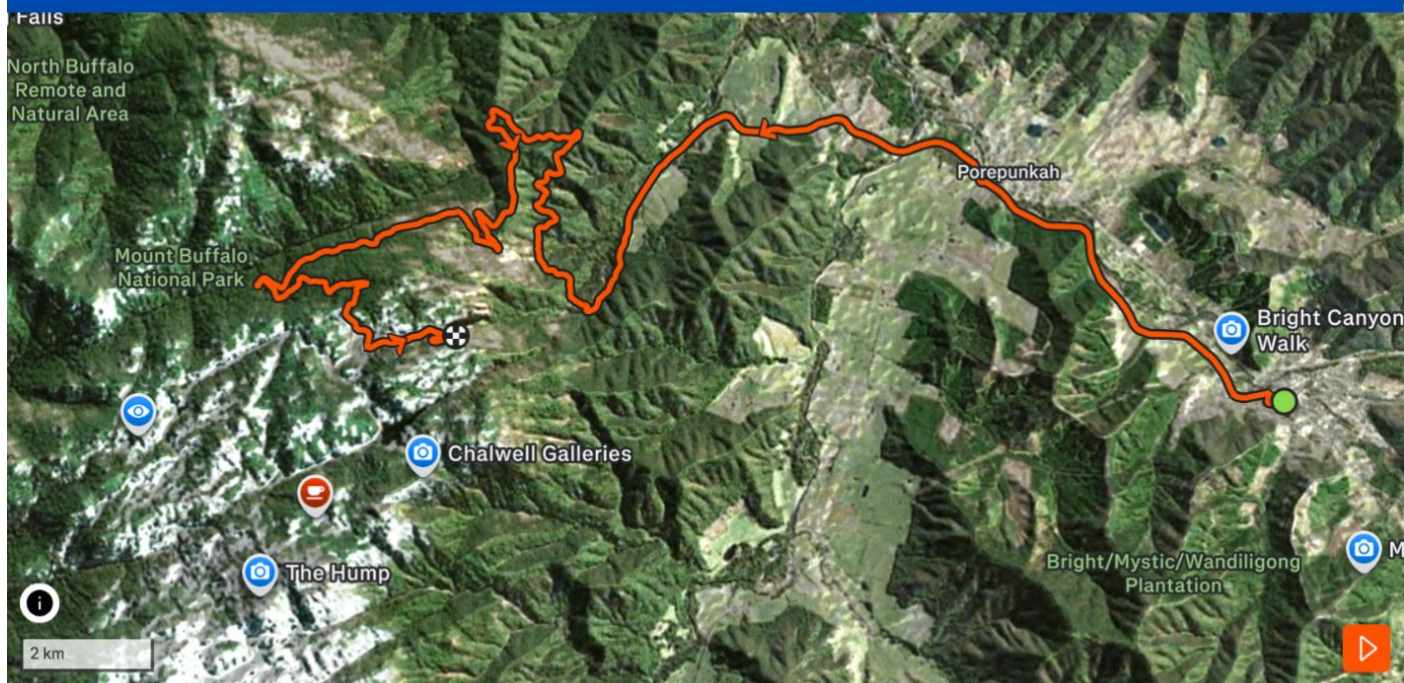 Falls
North Buffalo
Remote and
Natural Area
Porepunkah
Mount Buffalo
National Park
Bright Canyon
Walk
Chalwell Galleries
The Hump
Bright/Mystic/Wandiligong
Plantation
M
2 km